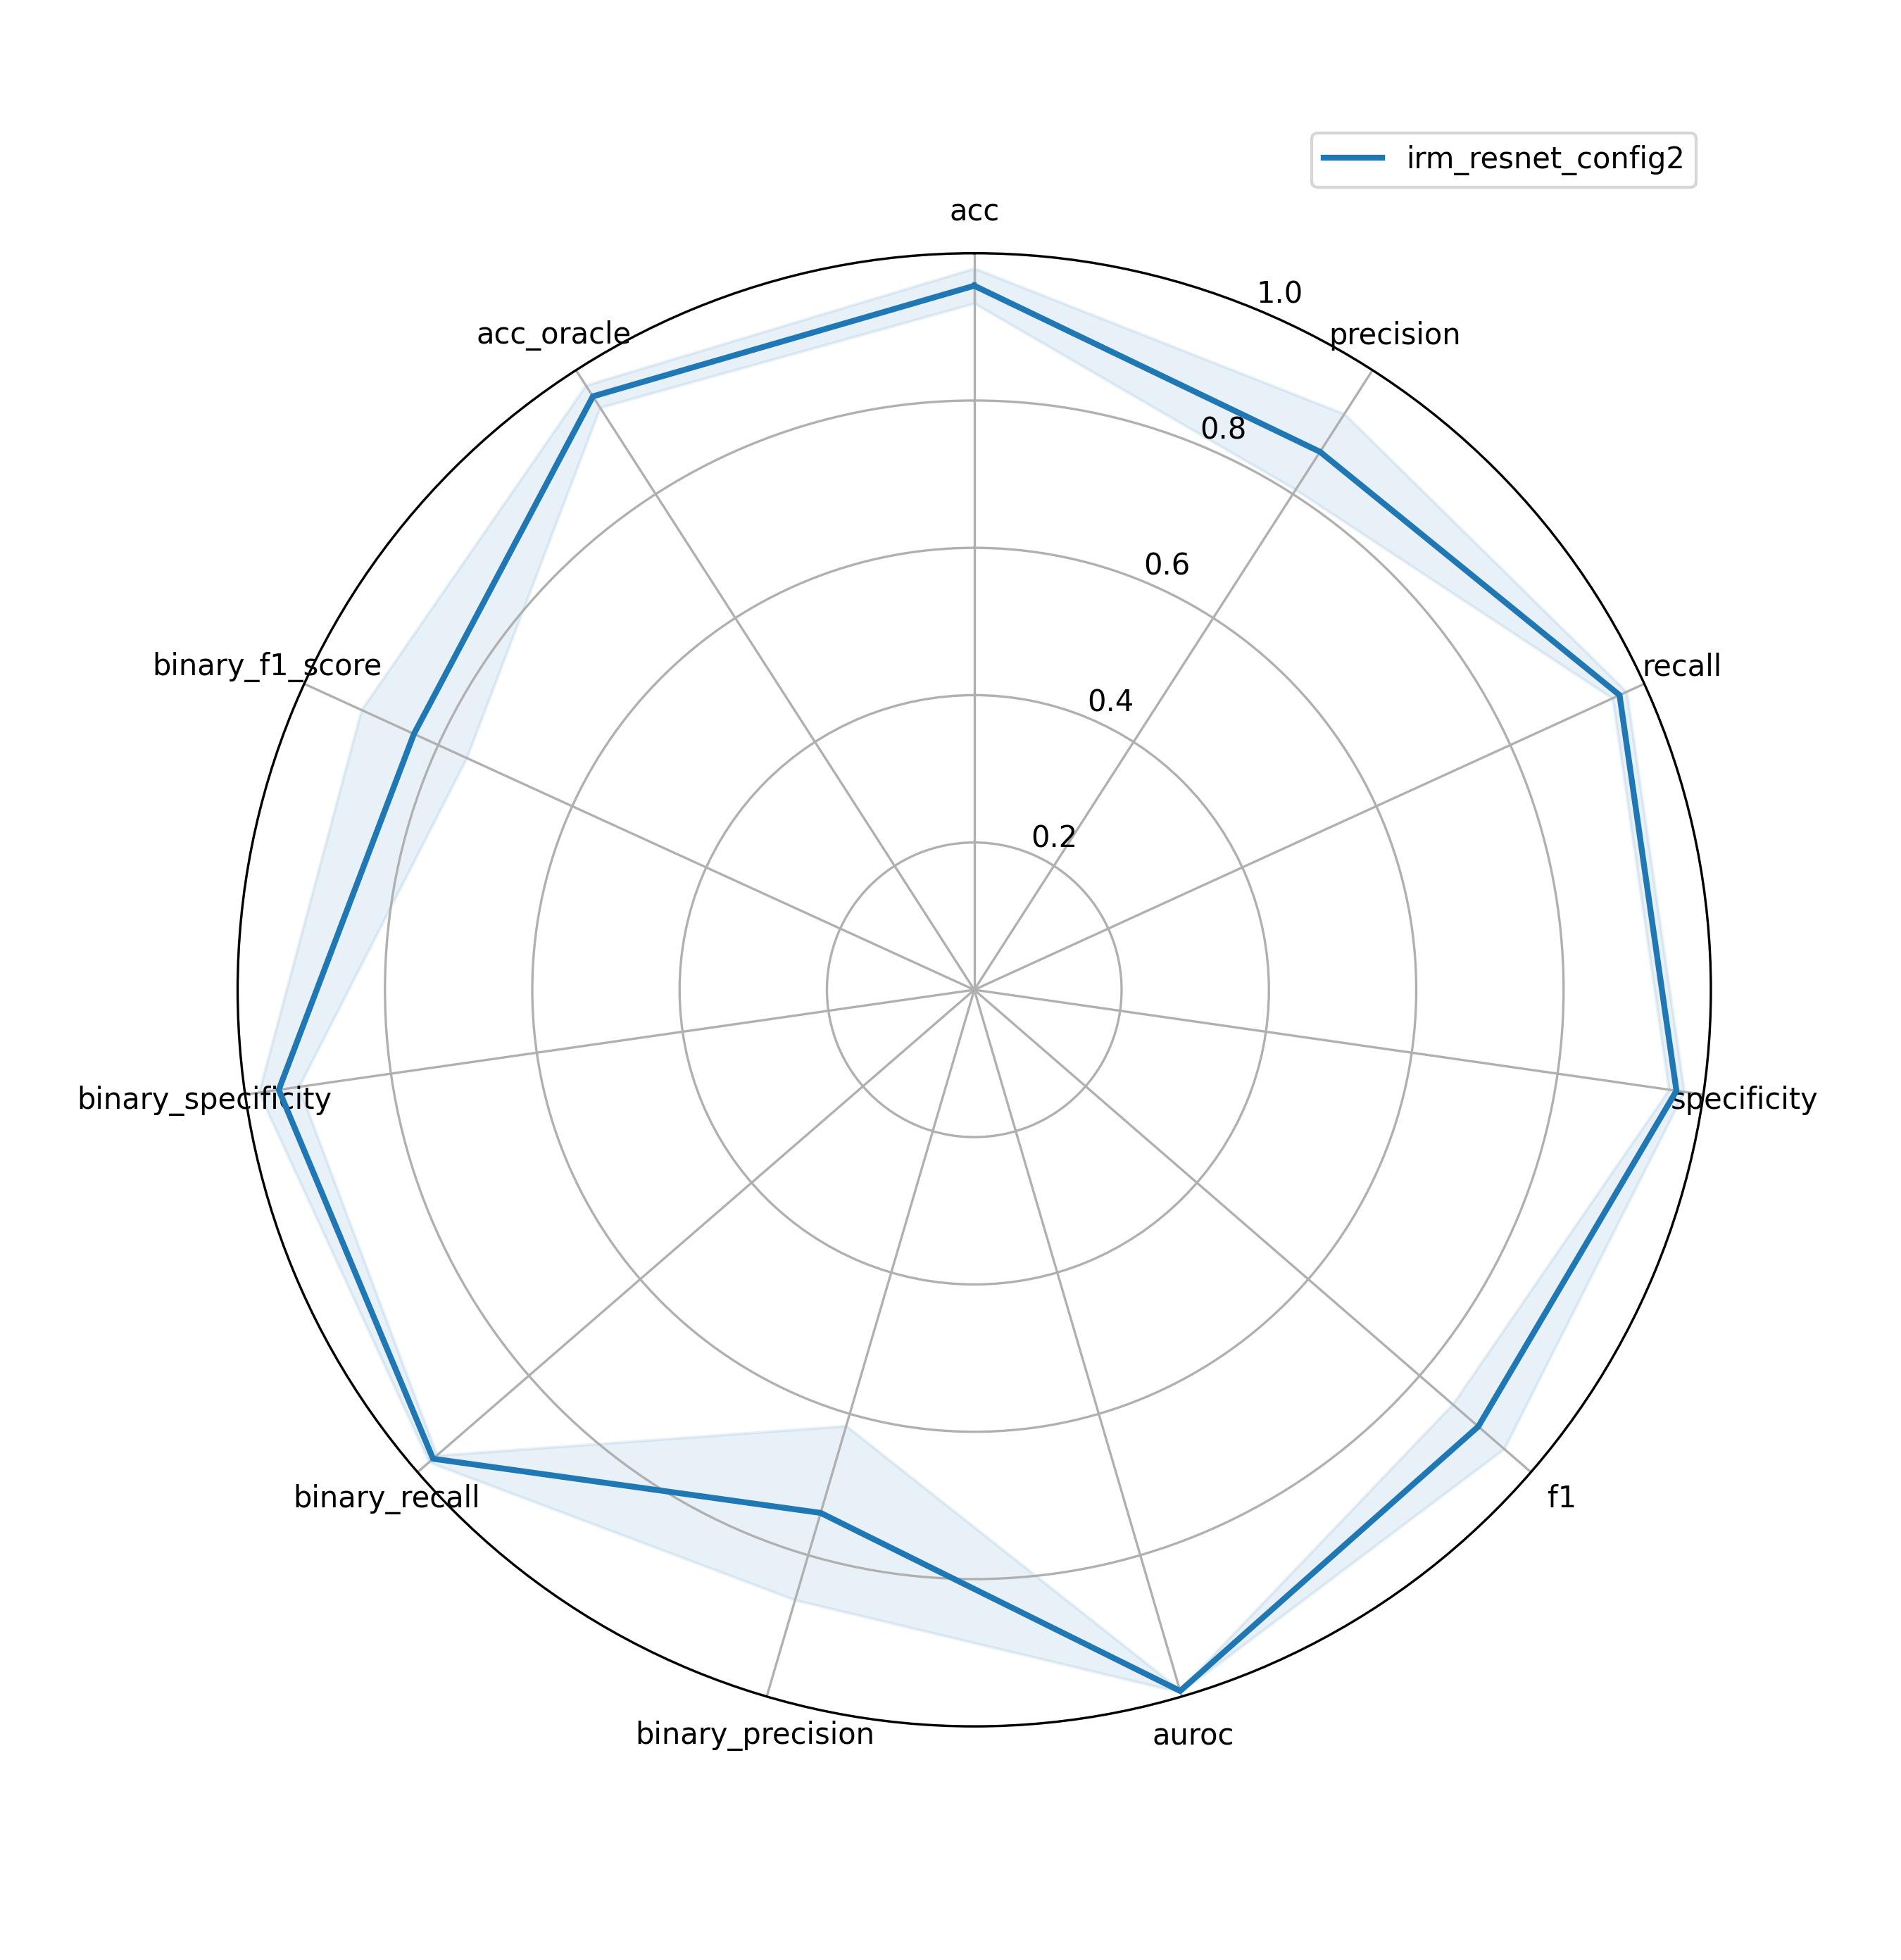 irm_resnet_config2
acc
1.0
acc_oracle
precision
0.8
0.6
binary_f1_score
recall
0.4
0.2
binary_specificity
specificity
binary_recall
f1
binary_precision
auroc